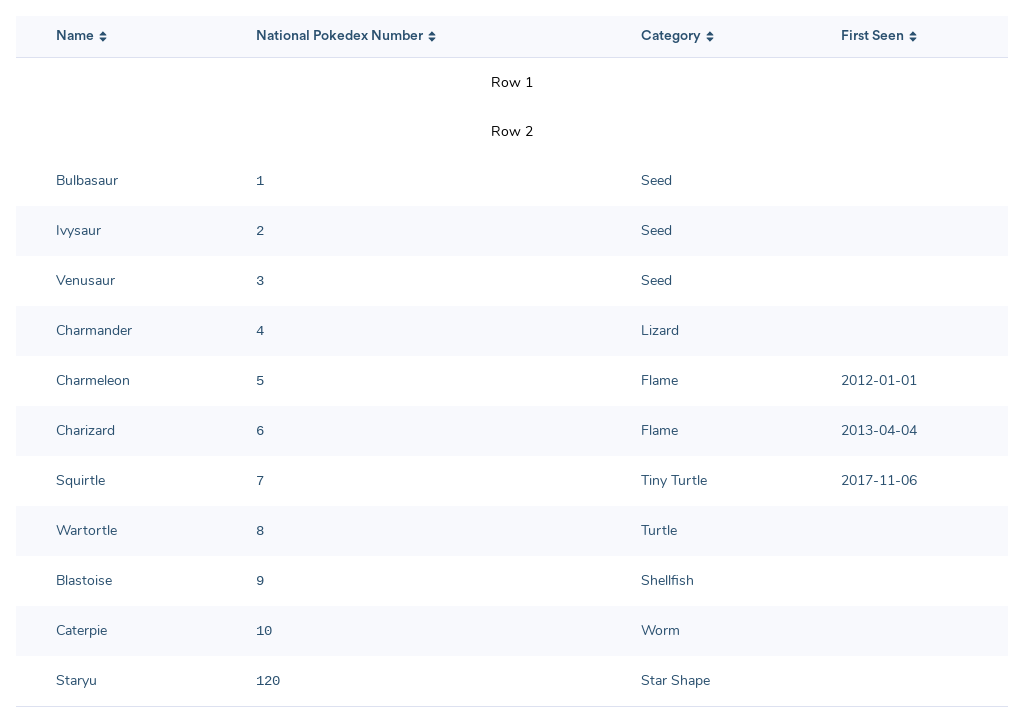 Name National Pokedex Number Category First Seen
Row 1
Row 2
Bulbasaur 1 Seed
Ivysaur 2 Seed
Venusaur 3 Seed
Charmander 4 Lizard
Charmeleon 5 Flame 2012-01-01
Charizard 6 Flame 2013-04-04
Squirtle 7 Tiny Turtle 2017-11-06
Wartortle 8 Turtle
Blastoise 9 Shellfish
Caterpie 10 Worm
Staryu 120 Star Shape